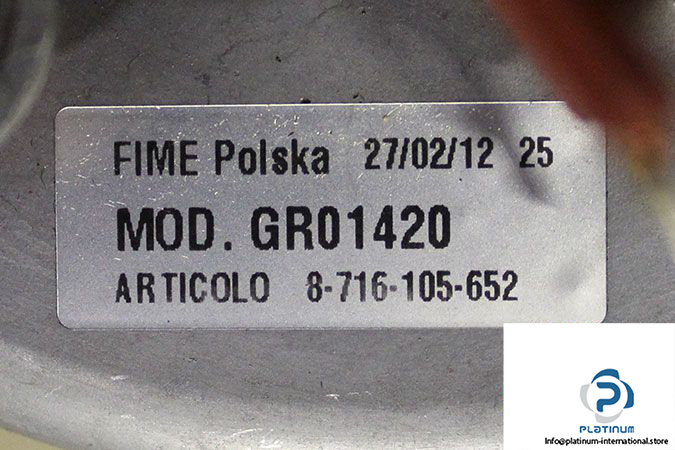 FIME Polska 27/02/12 25
MOD. GR01420
ARTICOLO 8-716-105-652
PLATINUM
Info@platinum-international.store